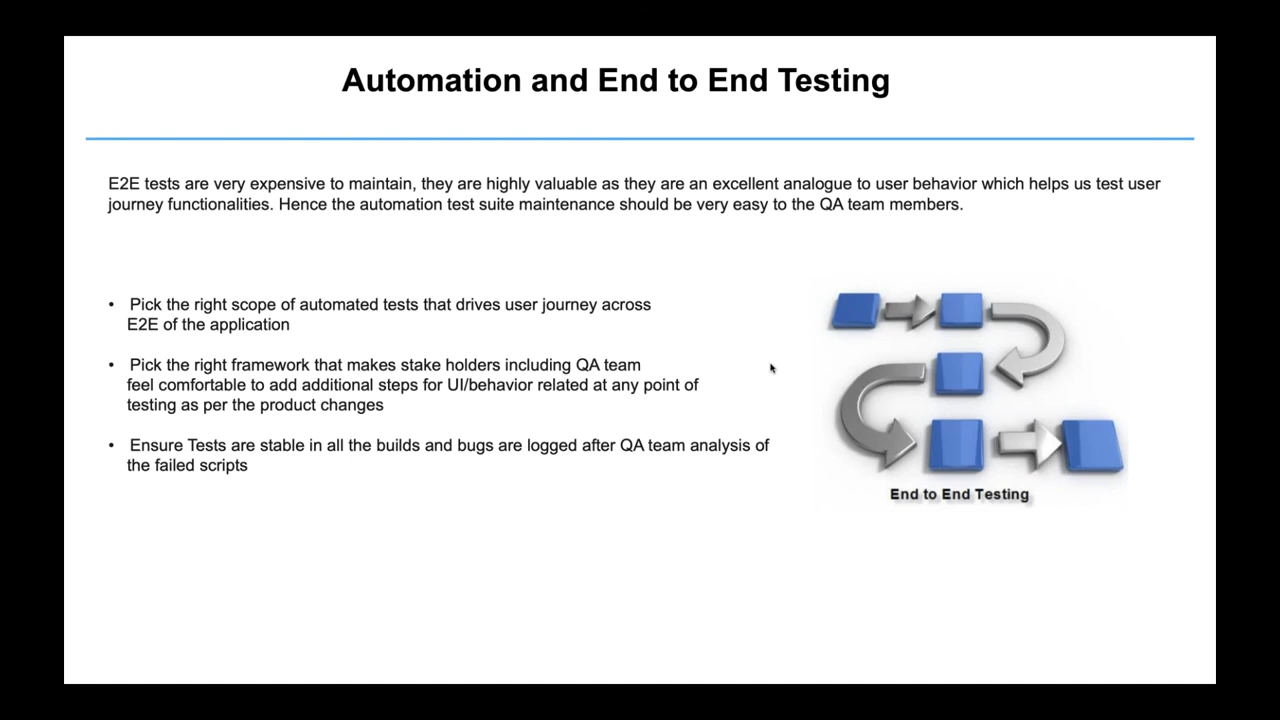 Automation and End to End Testing
E2E tests are very expensive to maintain, they are highly valuable as they are an excellent analogue to user behavior which helps us test user
journey functionalities. Hence the automation test suite maintenance should be very easy to the QA team members.
• Pick the right scope of automated tests that drives user journey across
E2E of the application
• Pick the right framework that makes stake holders including QA team
feel comfortable to add additional steps for UI/behavior related at any point of
testing as per the product changes
• Ensure Tests are stable in all the builds and bugs are logged after QA team analysis of
the failed scripts
End to End Testing